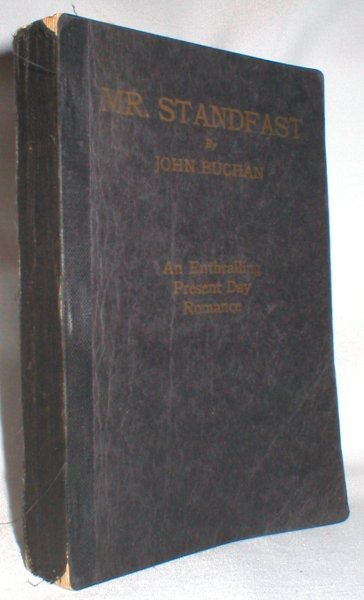 MR. STANDFAST
By
JOHN BUCHAN
An Enthralling
Present Day
Romance